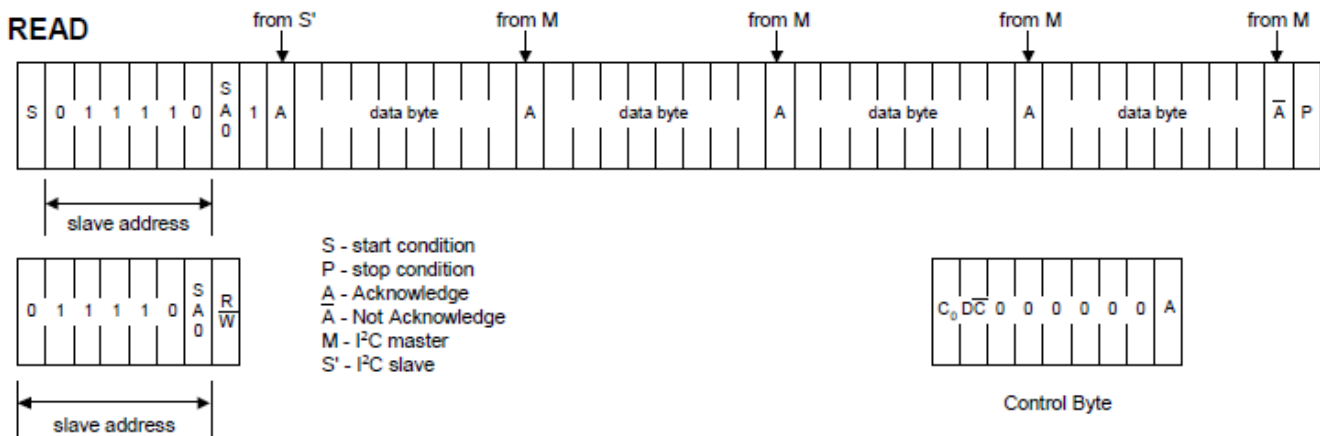 READ
from S' from M from M from M from M
S 0 1 1 1 1 0 SA0 1 A data byte A data byte A data byte A data byte A̅ P
slave address
0 1 1 1 1 0 SA0 R/W̅
slave address
S - start condition
P - stop condition
A - Acknowledge
A̅ - Not Acknowledge
M - I²C master
S' - I²C slave
C₀ DC̅ 0 0 0 0 0 0 A
Control Byte